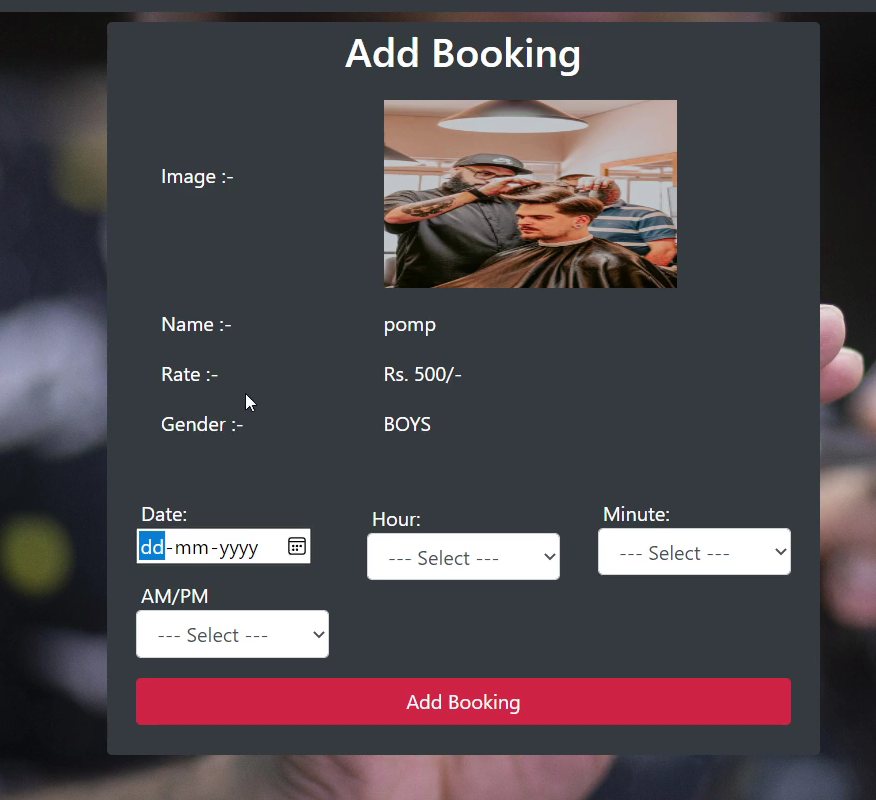 Add Booking
Image :-
Name :- pomp
Rate :- Rs. 500/-
Gender :- BOYS
Date: Hour: Minute:
dd-mm-yyyy --- Select --- --- Select ---
AM/PM
--- Select ---
Add Booking